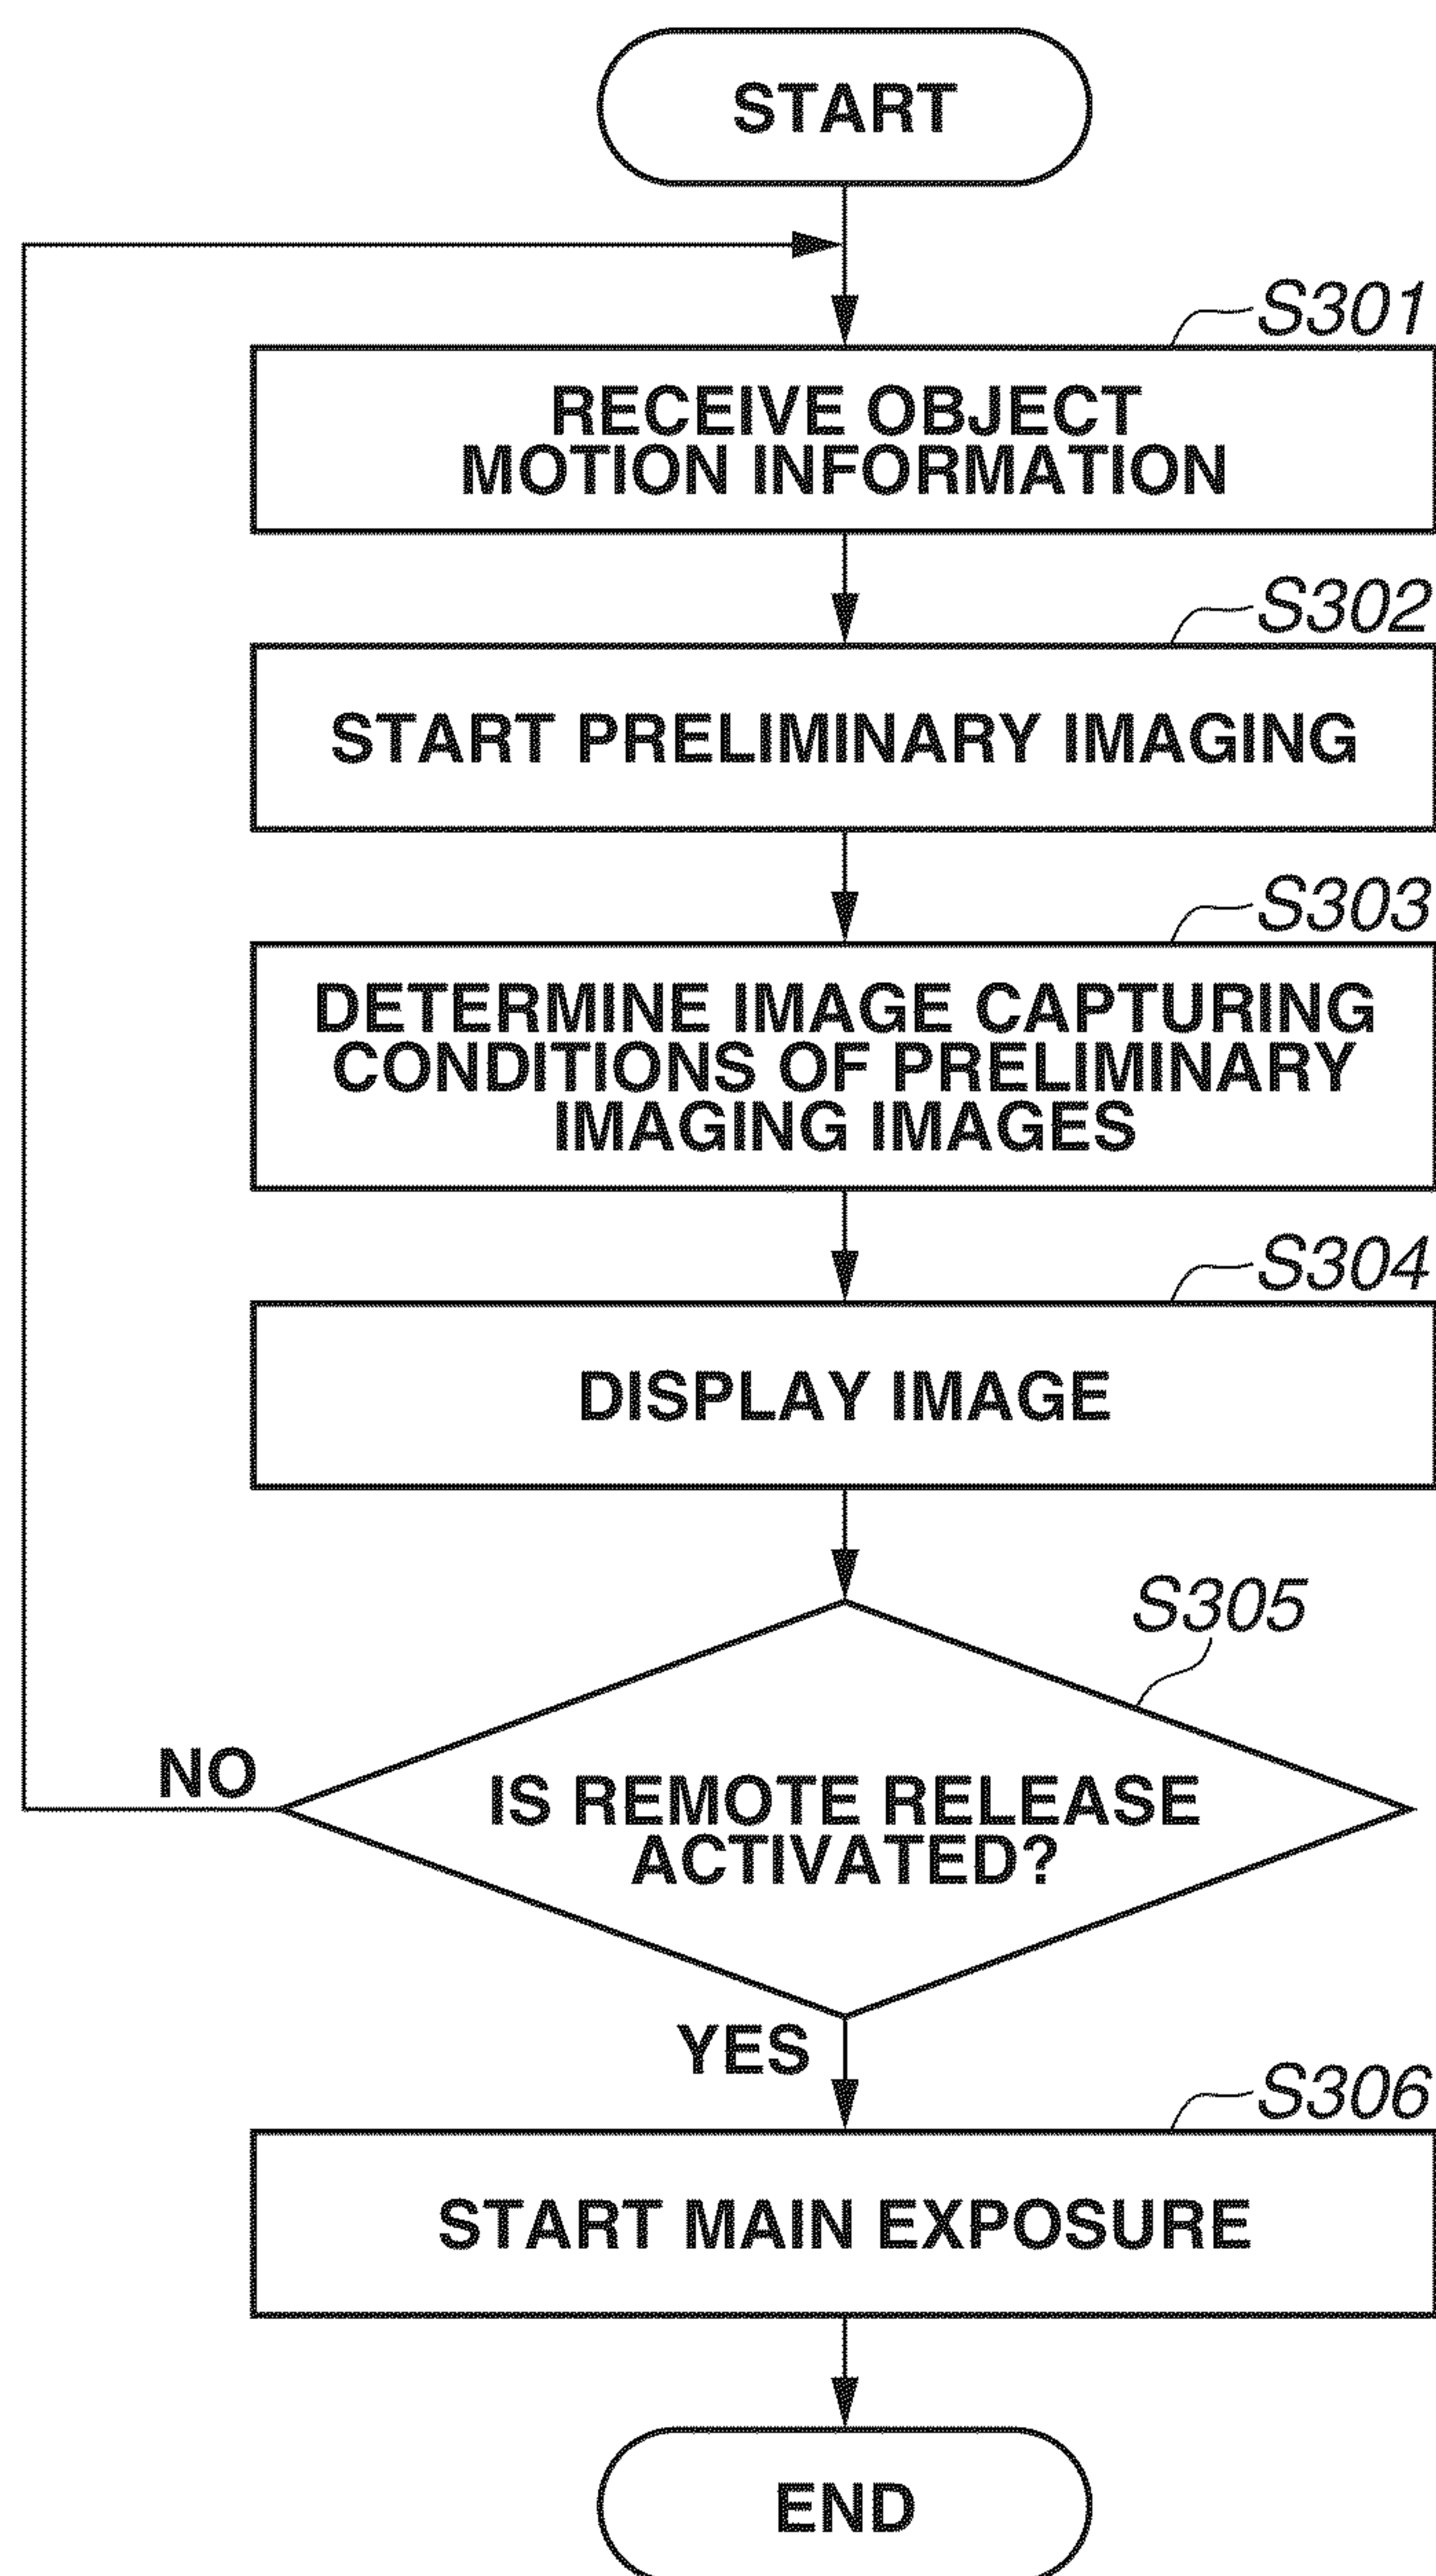 START
S301
RECEIVE OBJECT
MOTION INFORMATION
S302
START PRELIMINARY IMAGING
S303
DETERMINE IMAGE CAPTURING
CONDITIONS OF PRELIMINARY
IMAGING IMAGES
S304
DISPLAY IMAGE
S305
IS REMOTE RELEASE
ACTIVATED?
NO
YES
S306
START MAIN EXPOSURE
END